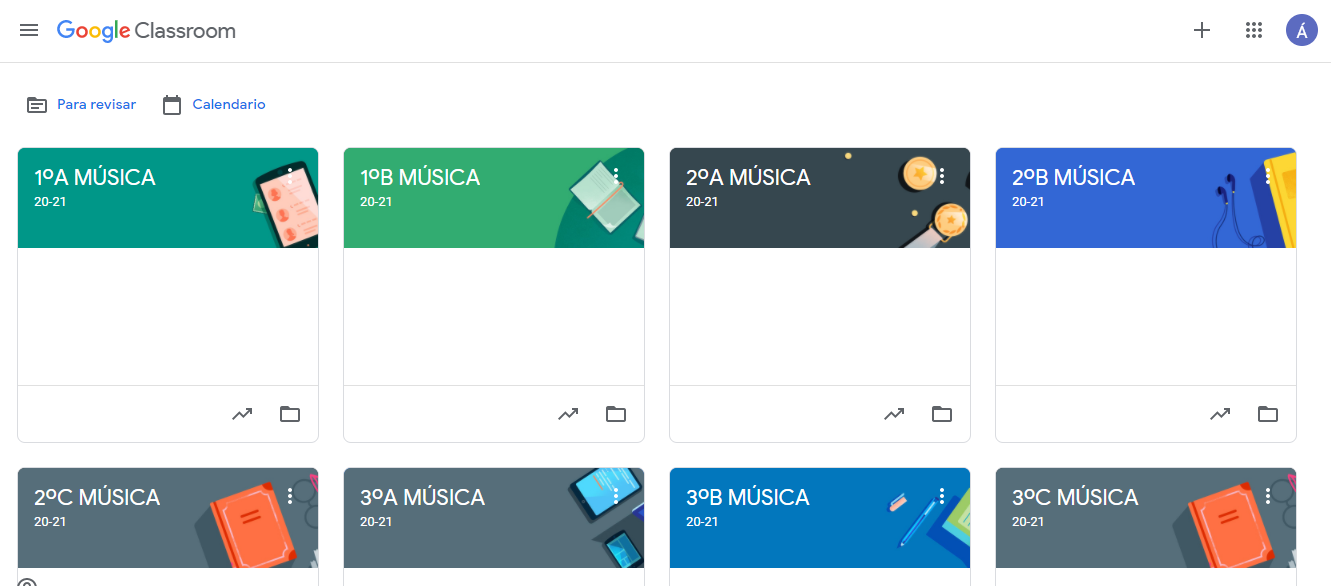 Google Classroom
Á
Para revisar
Calendario
1ºA MÚSICA
20-21
1ºB MÚSICA
20-21
2ºA MÚSICA
20-21
2ºB MÚSICA
20-21
2ºC MÚSICA
20-21
3ºA MÚSICA
20-21
3ºB MÚSICA
20-21
3ºC MÚSICA
20-21